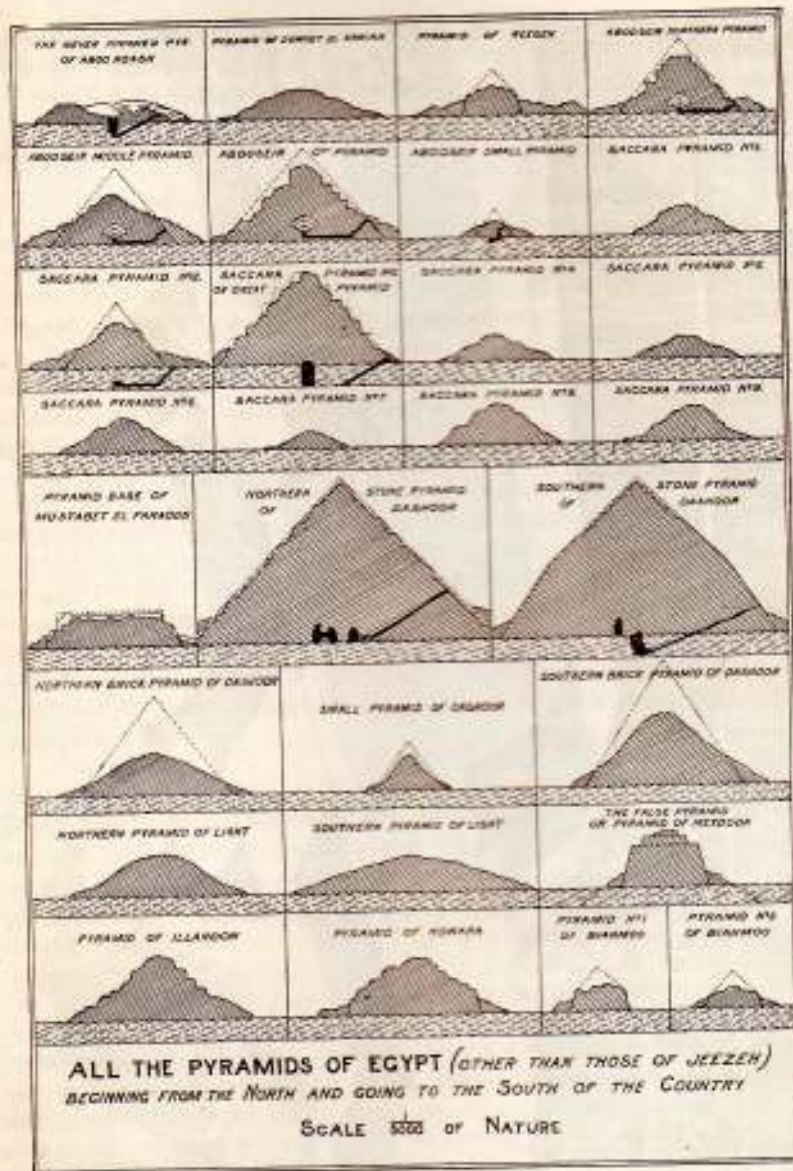 THE NEVER FINISHED PYR
OF ABOO ROASH
PYRAMID OF ZOWYET EL
PYRAMID OF REEGEH
ABOOSEIR NORTHERN PYRAMID
ABOOSEIR MIDDLE PYRAMID
ABOOSEIR GT PYRAMID
ABOOSEIR SMALL PYRAMID
SACCARA PYRAMID Nº1.
SACCARA PYRAMID Nº2.
SACCARA PYRAMID Nº3
OR GREAT PYRAMID
SACCARA PYRAMID Nº4
SACCARA PYRAMID Nº5.
SACCARA PYRAMID Nº6.
SACCARA PYRAMID Nº7
SACCARA PYRAMID Nº8.
SACCARA PYRAMID Nº9.
PYRAMID BASE OF
MUSTABET EL FARAOON
NORTHERN STONE PYRAMID
OF DASHOOR
SOUTHERN STONE PYRAMID
OF DASHOOR
NORTHERN BRICK PYRAMID OF DASHOOR
SMALL PYRAMID OF DASHOOR
SOUTHERN BRICK PYRAMID OF DASHOOR
NORTHERN PYRAMID OF LISHT
SOUTHERN PYRAMID OF LISHT
THE FALSE PYRAMID
OR PYRAMID OF MEYDOOM
PYRAMID OF ILLAHOON
PYRAMID OF HOWARA
PYRAMID Nº1
OF BIAHMOO
PYRAMID Nº2
OF BIAHMOO
ALL THE PYRAMIDS OF EGYPT (OTHER THAN THOSE OF JEEZEH)
BEGINNING FROM THE NORTH AND GOING TO THE SOUTH OF THE COUNTRY
SCALE 1/5000 OF NATURE